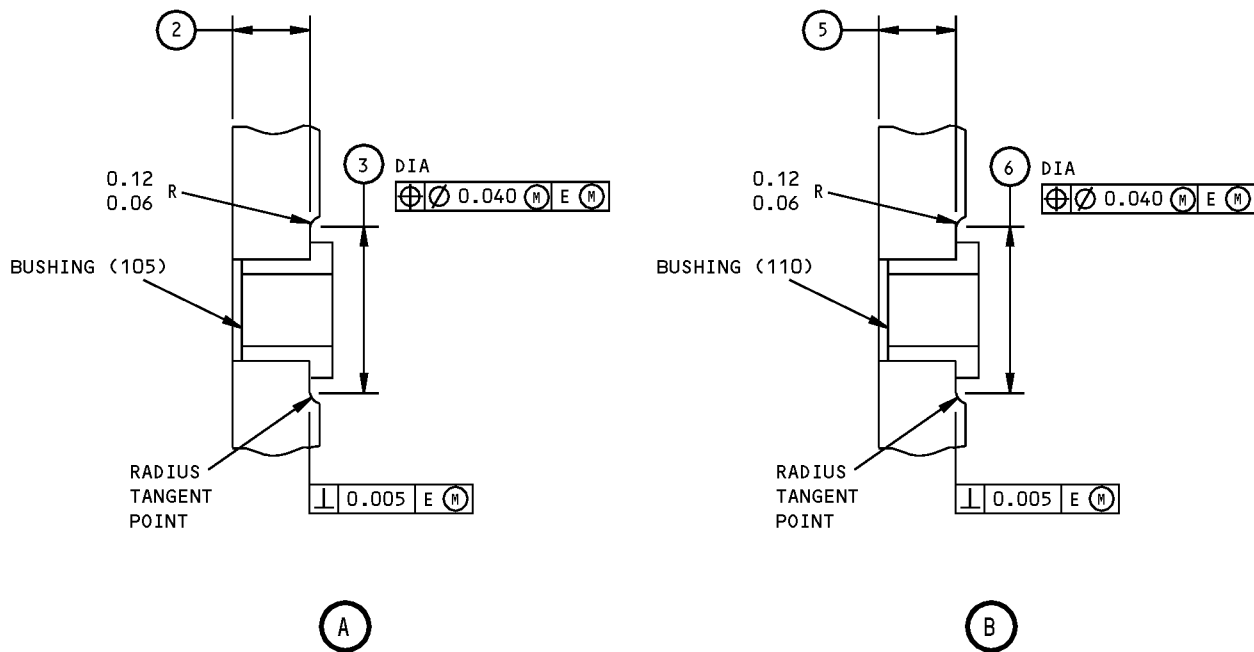 2
3 DIA
⌖ Ø 0.040 Ⓜ E Ⓜ
0.12
0.06 R
BUSHING (105)
RADIUS
TANGENT
POINT
⊥ 0.005 E Ⓜ
A
5
6 DIA
⌖ Ø 0.040 Ⓜ E Ⓜ
0.12
0.06 R
BUSHING (110)
RADIUS
TANGENT
POINT
⊥ 0.005 E Ⓜ
B